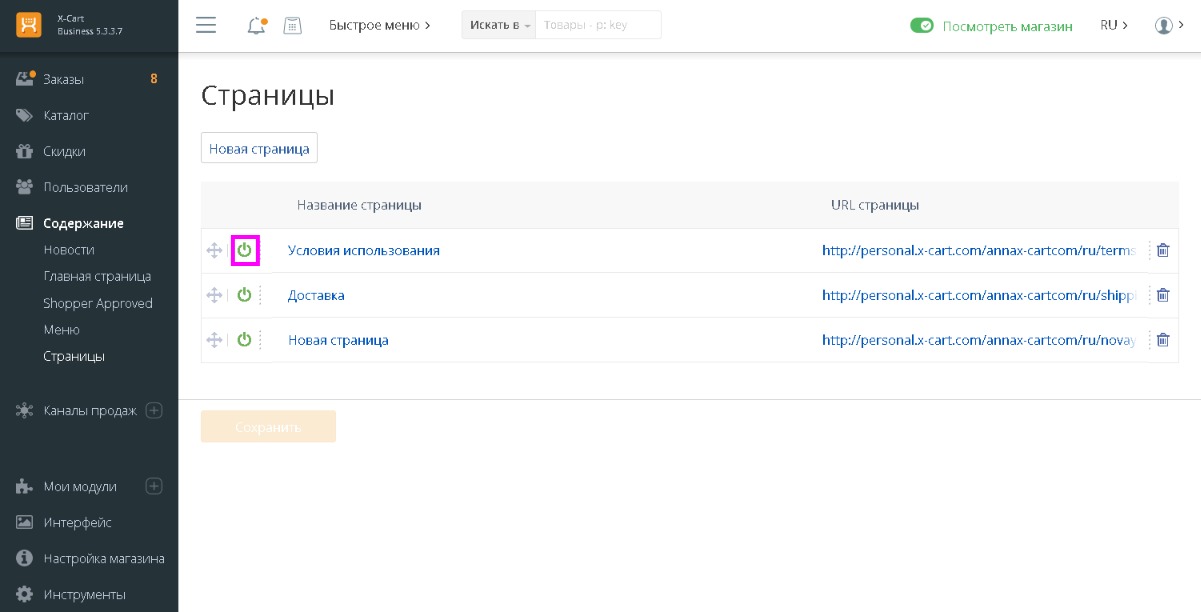 X-Cart
Business 5.3.3.7
Быстрое меню
Искать в
Товары - p: key
Посмотреть магазин
RU
Заказы
8
Каталог
Скидки
Пользователи
Содержание
Новости
Главная страница
Shopper Approved
Меню
Страницы
Каналы продаж
Мои модули
Интерфейс
Настройка магазина
Инструменты
Страницы
Новая страница
Название страницы
URL страницы
Условия использования
http://personal.x-cart.com/annax-cartcom/ru/terms
Доставка
http://personal.x-cart.com/annax-cartcom/ru/shippi
Новая страница
http://personal.x-cart.com/annax-cartcom/ru/novay
Сохранить